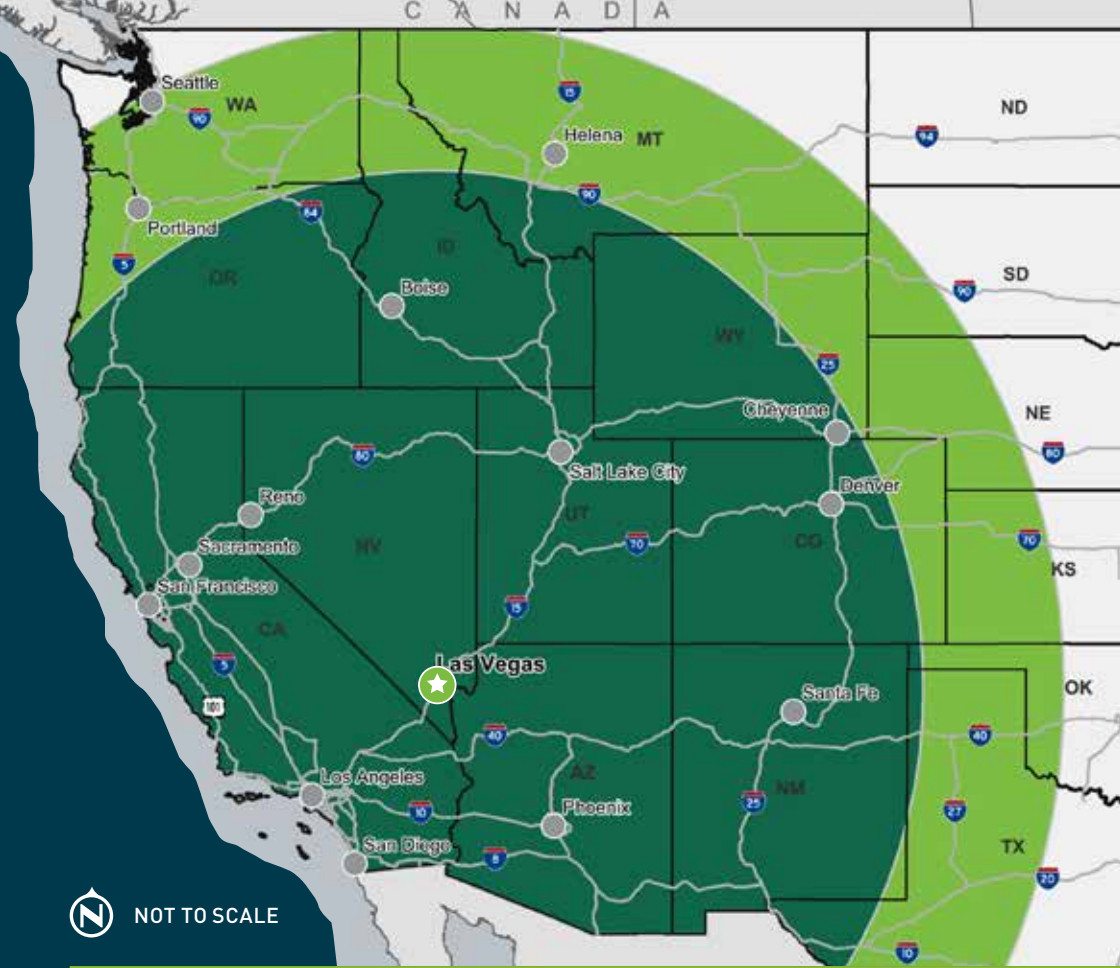 C A N A D A
Seattle
WA
90
15
Helena
MT
ND
94
90
84
Portland
5
OR
ID
Boise
SD
90
WY
25
Cheyenne
NE
80
80
Salt Lake City
Denver
Reno
UT
NV
70
CO
70
Sacramento
KS
San Francisco
15
CA
5
Las Vegas
OK
101
Santa Fe
40
40
Los Angeles
AZ
NM
10
Phoenix
25
27
San Diego
8
TX
20
N NOT TO SCALE
10